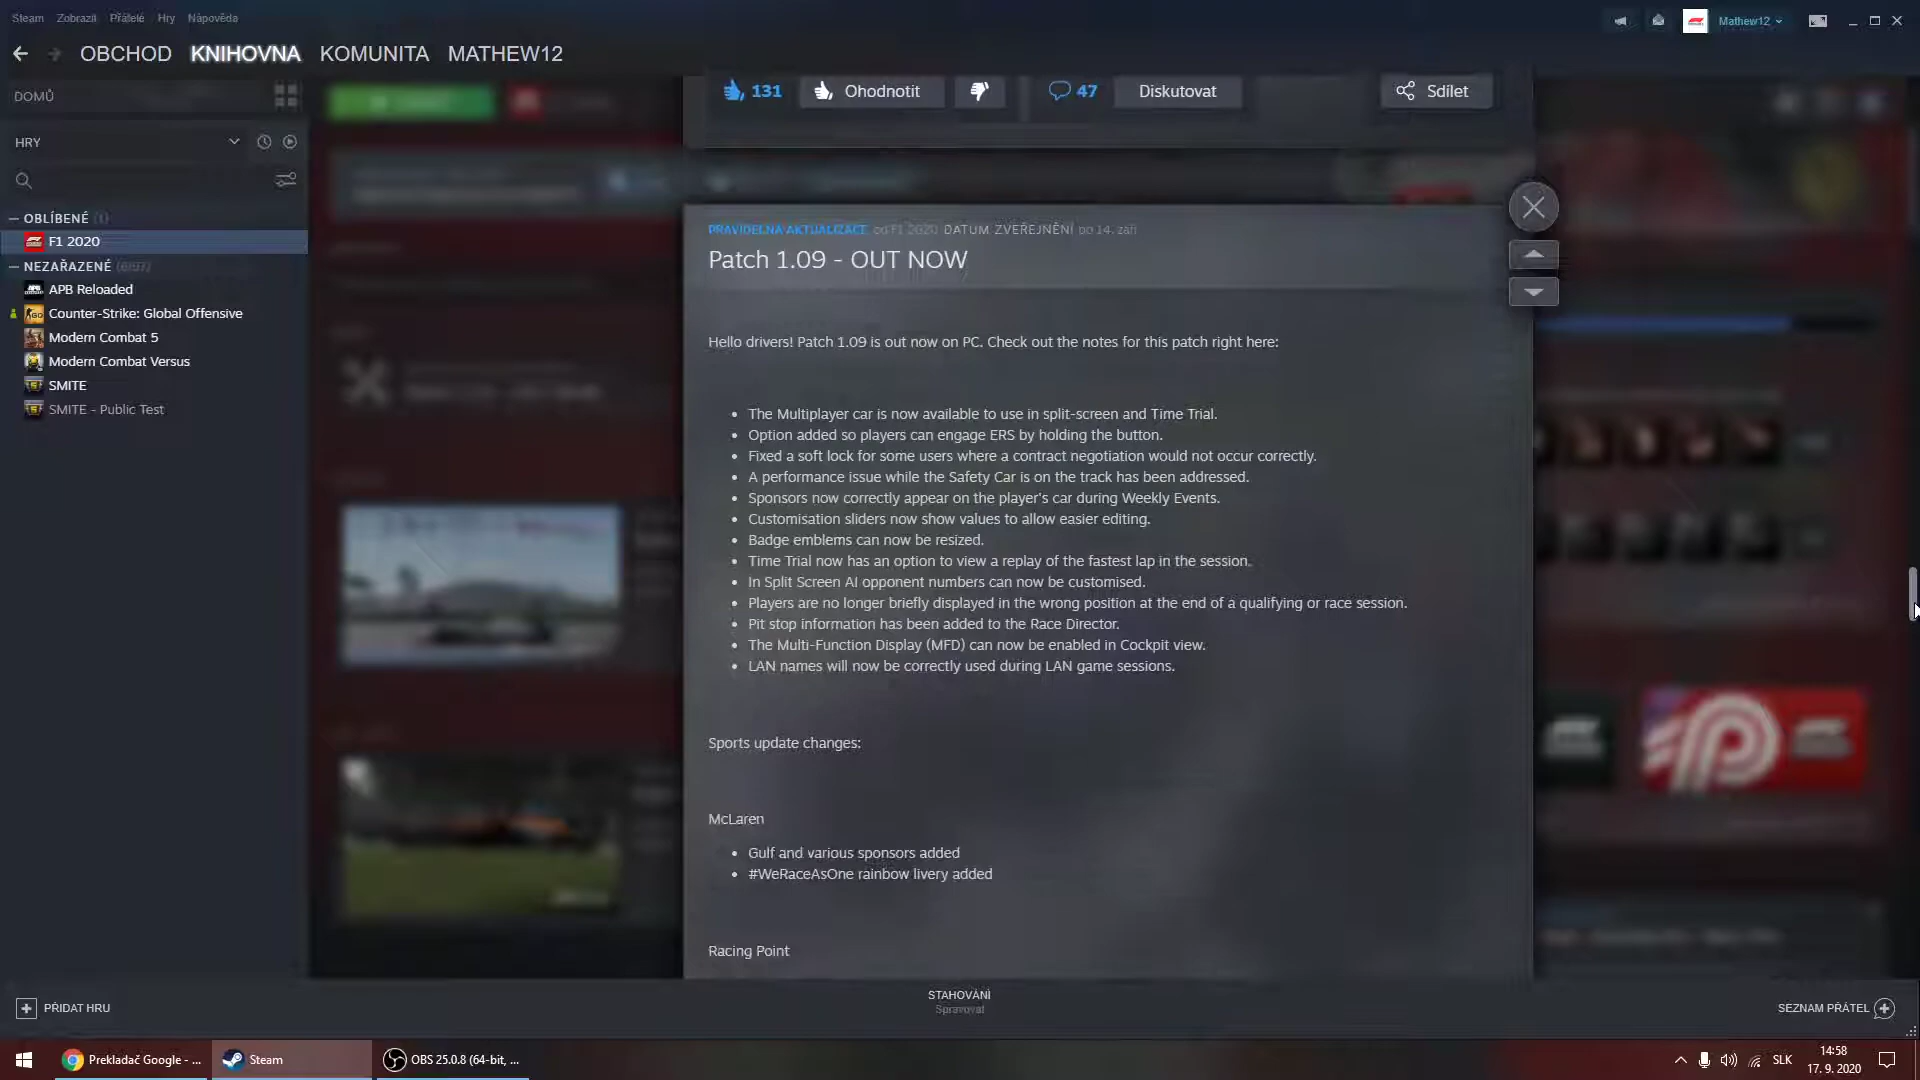 Steam Zobrazil Přátelé Hry Nápověda
Mathew12
OBCHOD KNIHOVNA KOMUNITA MATHEW12
DOMŮ
131 Ohodnotit 47 Diskutovat Sdílet
HRY
OBLÍBENÉ (1)
F1 2020
NEZAŘAZENÉ
APB Reloaded
Counter-Strike: Global Offensive
Modern Combat 5
Modern Combat Versus
SMITE
SMITE - Public Test
PRAVIDELNÁ AKTUALIZACE od F1 2020 DATUM ZVEŘEJNĚNÍ po 14. září
Patch 1.09 - OUT NOW
Hello drivers! Patch 1.09 is out now on PC. Check out the notes for this patch right here:
• The Multiplayer car is now available to use in split-screen and Time Trial.
• Option added so players can engage ERS by holding the button.
• Fixed a soft lock for some users where a contract negotiation would not occur correctly.
• A performance issue while the Safety Car is on the track has been addressed.
• Sponsors now correctly appear on the player's car during Weekly Events.
• Customisation sliders now show values to allow easier editing.
• Badge emblems can now be resized.
• Time Trial now has an option to view a replay of the fastest lap in the session.
• In Split Screen AI opponent numbers can now be customised.
• Players are no longer briefly displayed in the wrong position at the end of a qualifying or race session.
• Pit stop information has been added to the Race Director.
• The Multi-Function Display (MFD) can now be enabled in Cockpit view.
• LAN names will now be correctly used during LAN game sessions.
Sports update changes:
McLaren
• Gulf and various sponsors added
• #WeRaceAsOne rainbow livery added
Racing Point
PŘIDAT HRU
STAHOVÁNÍ
Spravovat
SEZNAM PŘÁTEL
Prekladač Google - ...
Steam
OBS 25.0.8 (64-bit, ...
SLK
14:58
17. 9. 2020